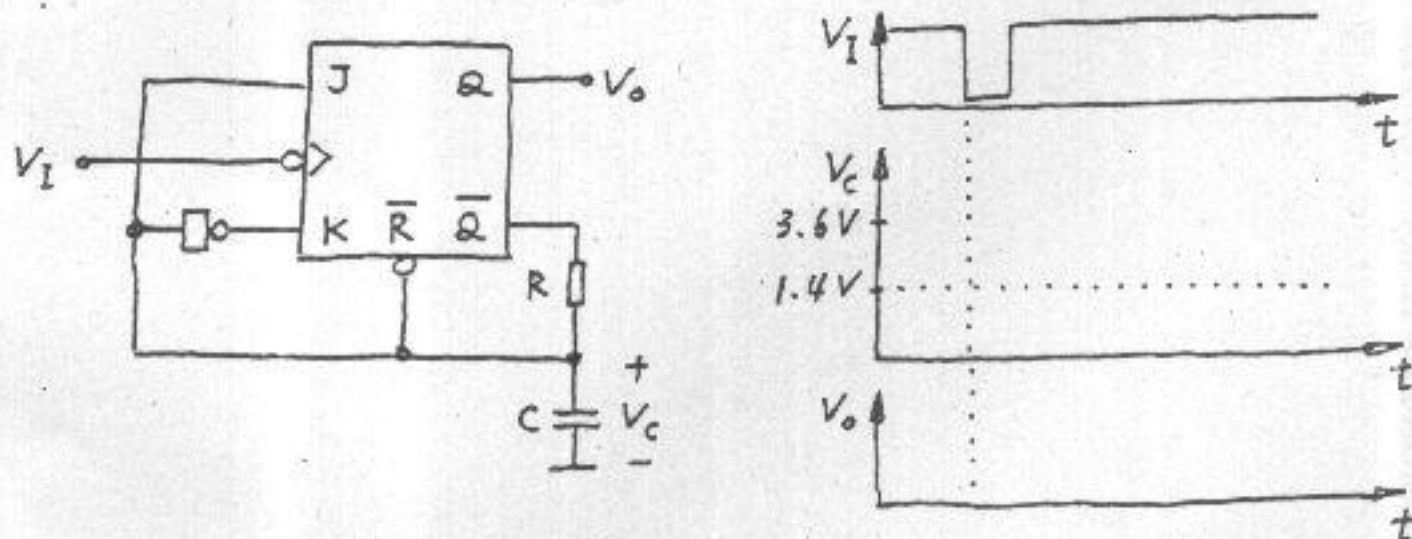 J Q V₀
V_I
K R̅ Q̅
R
+
C V_C
-
V_I
t
V_C
3.6V
1.4V
t
V₀
t